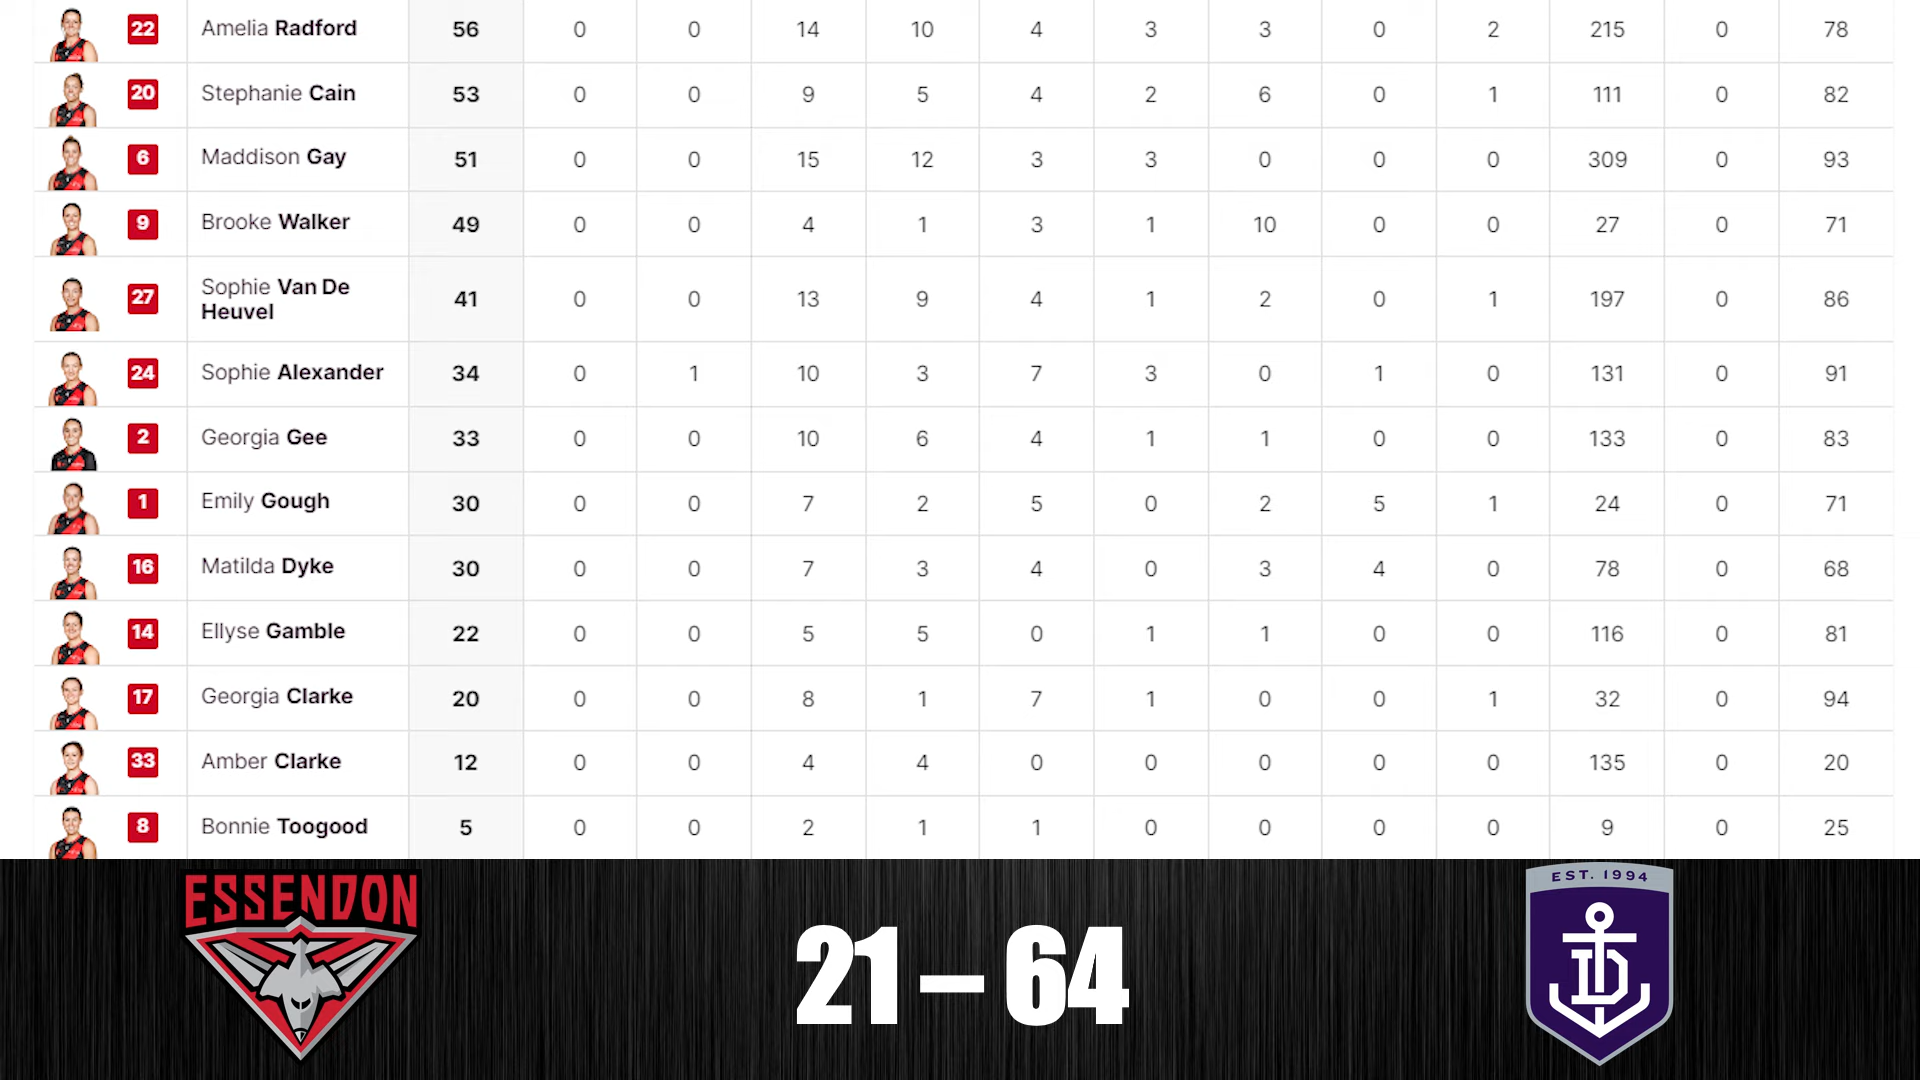 22 Amelia Radford 56 0 0 14 10 4 3 3 0 2 215 0 78
20 Stephanie Cain 53 0 0 9 5 4 2 6 0 1 111 0 82
6 Maddison Gay 51 0 0 15 12 3 3 0 0 0 309 0 93
9 Brooke Walker 49 0 0 4 1 3 1 10 0 0 27 0 71
27 Sophie Van De
Heuvel 41 0 0 13 9 4 1 2 0 1 197 0 86
24 Sophie Alexander 34 0 1 10 3 7 3 0 1 0 131 0 91
2 Georgia Gee 33 0 0 10 6 4 1 1 0 0 133 0 83
1 Emily Gough 30 0 0 7 2 5 0 2 5 1 24 0 71
16 Matilda Dyke 30 0 0 7 3 4 0 3 4 0 78 0 68
14 Ellyse Gamble 22 0 0 5 5 0 1 1 0 0 116 0 81
17 Georgia Clarke 20 0 0 8 1 7 1 0 0 1 32 0 94
33 Amber Clarke 12 0 0 4 4 0 0 0 0 0 135 0 20
8 Bonnie Toogood 5 0 0 2 1 1 0 0 0 0 9 0 25
ESSENDON
21 – 64
EST. 1994
FD